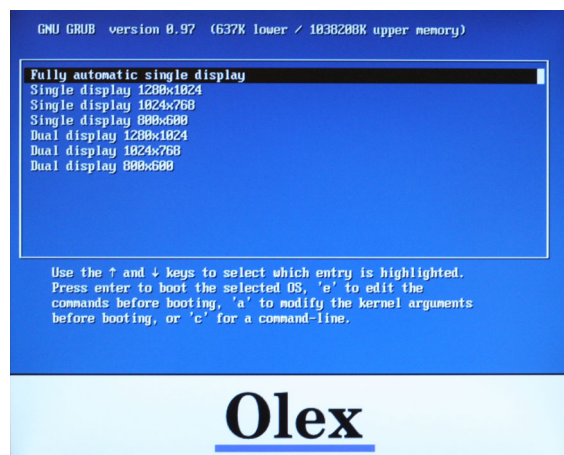 GNU GRUB version 0.97 (637K lower / 1038208K upper memory)
Fully automatic single display
Single display 1280x1024
Single display 1024x768
Single display 800x600
Dual display 1280x1024
Dual display 1024x768
Dual display 800x600
Use the ↑ and ↓ keys to select which entry is highlighted.
Press enter to boot the selected OS, 'e' to edit the
commands before booting, 'a' to modify the kernel arguments
before booting, or 'c' for a command-line.
Olex